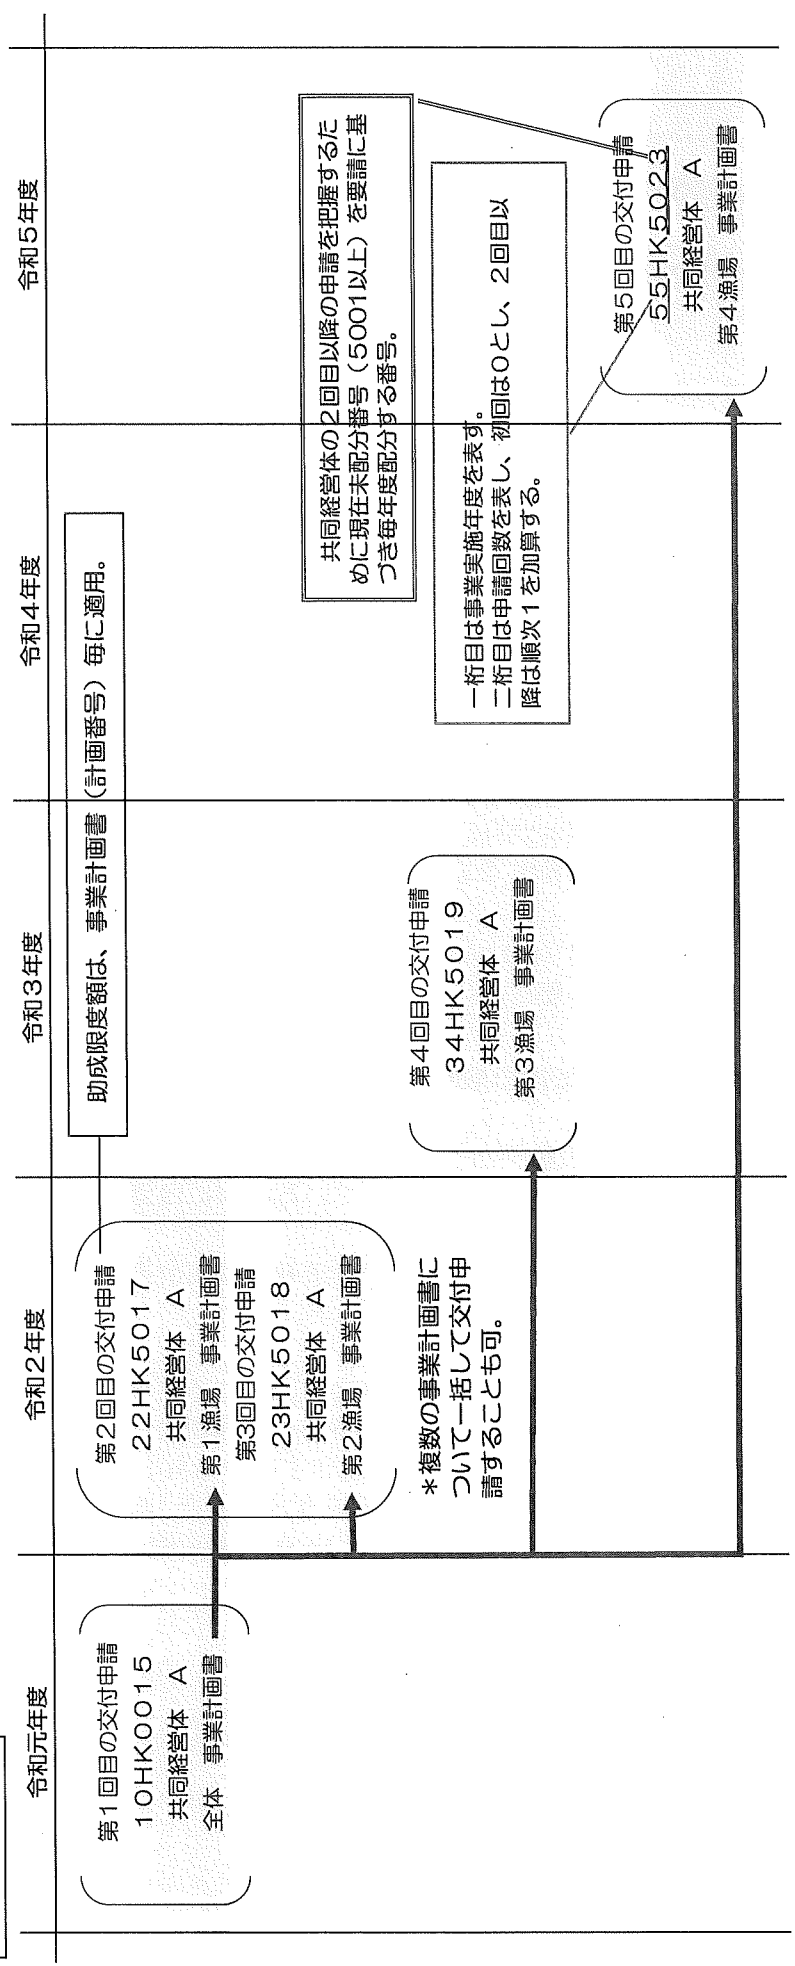 令和元年度
令和2年度
令和3年度
令和4年度
令和5年度
第1回目の交付申請
10HK0015
共同経営体 A
全体 事業計画書
第2回目の交付申請
22HK5017
共同経営体 A
第1漁場 事業計画書
第3回目の交付申請
23HK5018
共同経営体 A
第2漁場 事業計画書
＊複数の事業計画書に
ついて一括して交付申
請することも可。
助成限度額は、事業計画書(計画番号)毎に適用。
第4回目の交付申請
34HK5019
共同経営体 A
第3漁場 事業計画書
共同経営体の2回目以降の申請を把握するた
めに現在未配分番号(5001以上)を要請に基
づき毎年度配分する番号。
一桁目は事業実施年度を表す。
二桁目は申請回数を表し、初回は0とし、2回目以
降は順次1を加算する。
第5回目の交付申請
55HK5023
共同経営体 A
第4漁場 事業計画書